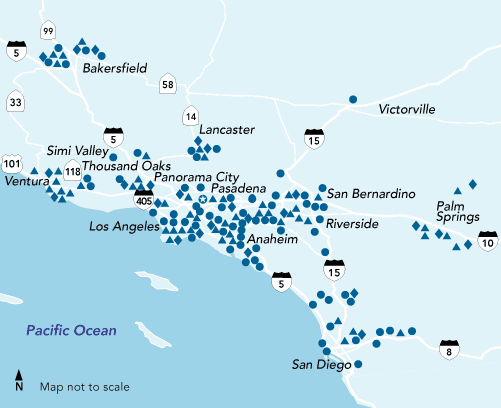 99
5
Bakersfield
58
33
14
Victorville
Lancaster
5
15
Simi Valley
101
118
Thousand Oaks
Panorama City
Ventura
Pasadena
405
San Bernardino
Palm
Springs
Los Angeles
Riverside
Anaheim
10
15
5
Pacific Ocean
8
San Diego
N
Map not to scale